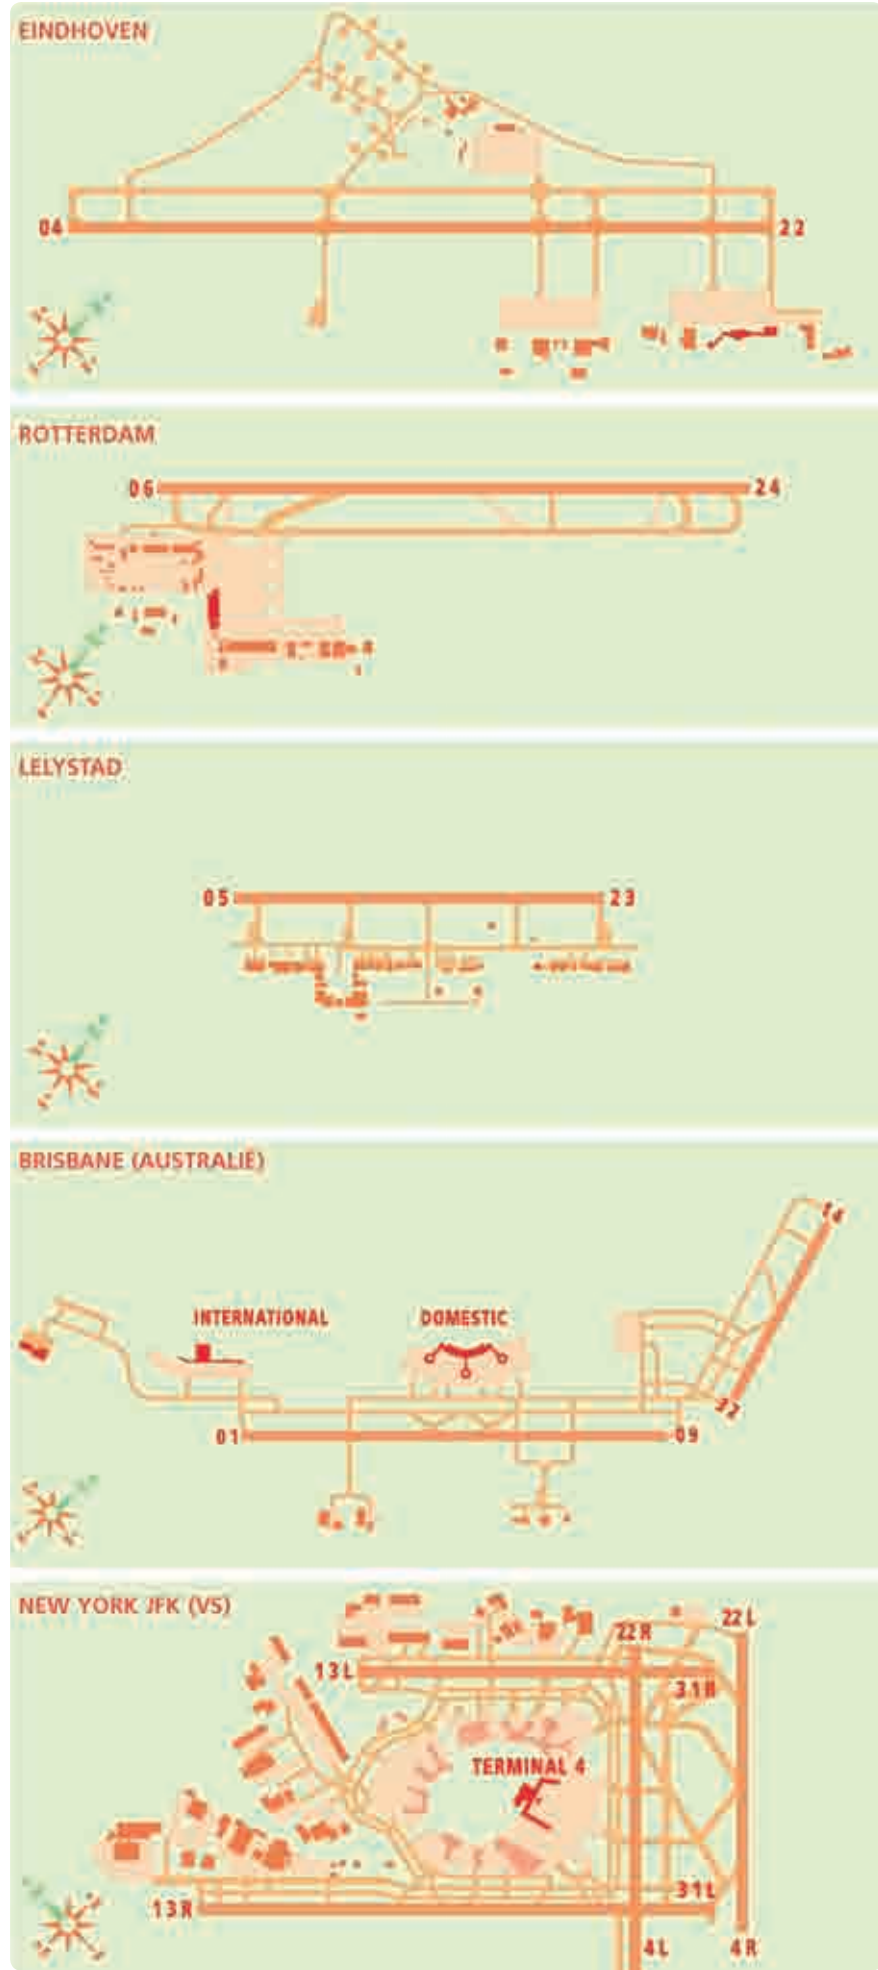 EINDHOVEN
04
22
ROTTERDAM
06
24
LELYSTAD
05
23
BRISBANE (AUSTRALIË)
14
INTERNATIONAL
DOMESTIC
32
01
09
NEW YORK JFK (VS)
22L
22R
13L
31R
TERMINAL 4
31L
13R
4L
4R